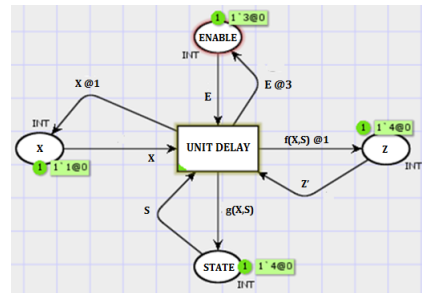 1 1`3@0
ENABLE
INT
X @1
E
E @3
INT
1 1`4@0
X
X
UNIT DELAY
f(X,S) @1
Z
1 1`1@0
INT
Z'
S
g(X,S)
STATE
1 1`4@0
INT